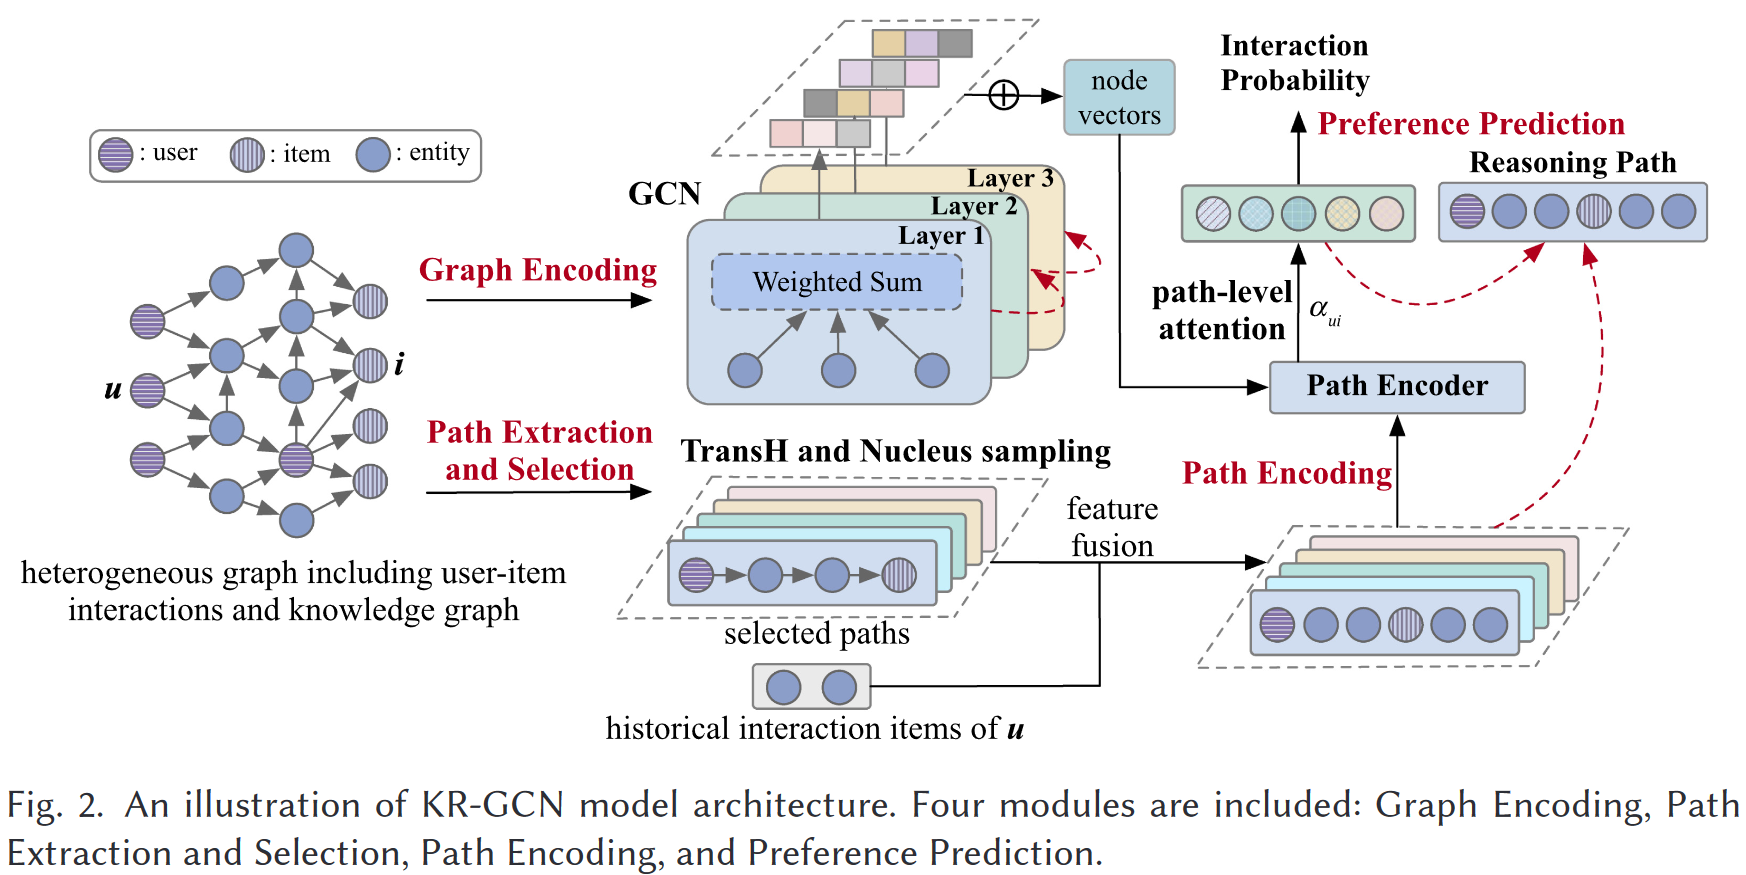 : user
: item
: entity
u
i
heterogeneous graph including user-item
interactions and knowledge graph
Graph Encoding
Path Extraction
and Selection
GCN
Layer 3
Layer 2
Layer 1
Weighted Sum
node
vectors
TransH and Nucleus sampling
selected paths
historical interaction items of u
feature
fusion
Interaction
Probability
Preference Prediction
Reasoning Path
path-level
attention
αui
Path Encoder
Path Encoding
Fig. 2. An illustration of KR-GCN model architecture. Four modules are included: Graph Encoding, Path
Extraction and Selection, Path Encoding, and Preference Prediction.